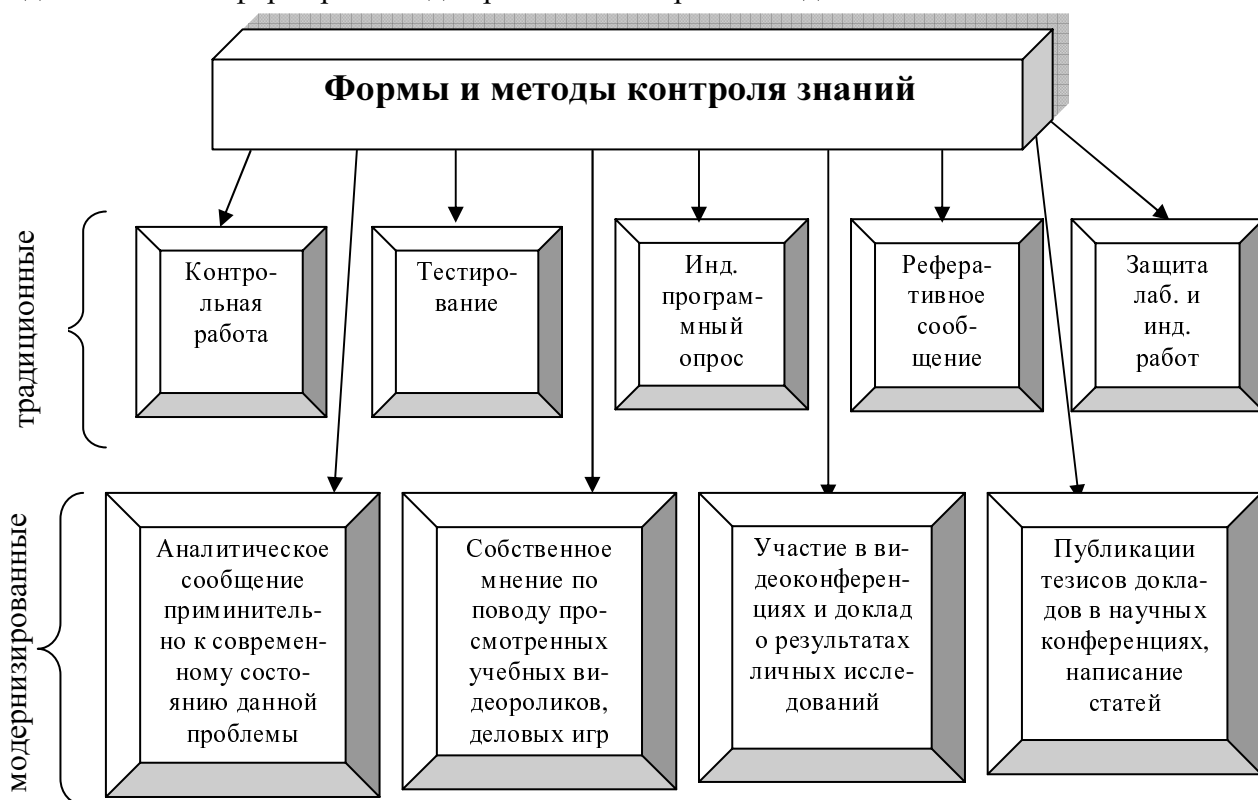 Формы и методы контроля знаний
традиционные
Контро-
льная
работа
Тестиро-
вание
Инд.
програм-
мный
опрос
Рефера-
тивное
сооб-
щение
Защита
лаб. и
инд.
работ
модернизированные
Аналитическое
сообщение
приминитель-
но к современ-
ному состо-
янию данной
проблемы
Собственное
мнение по
поводу про-
смотренных
учебных ви-
деороликов,
деловых игр
Участие в ви-
деоконферен-
циях и доклад
о результатах
личных иссле-
дований
Публикации
тезисов докла-
дов в научных
конференциях,
написание
статей